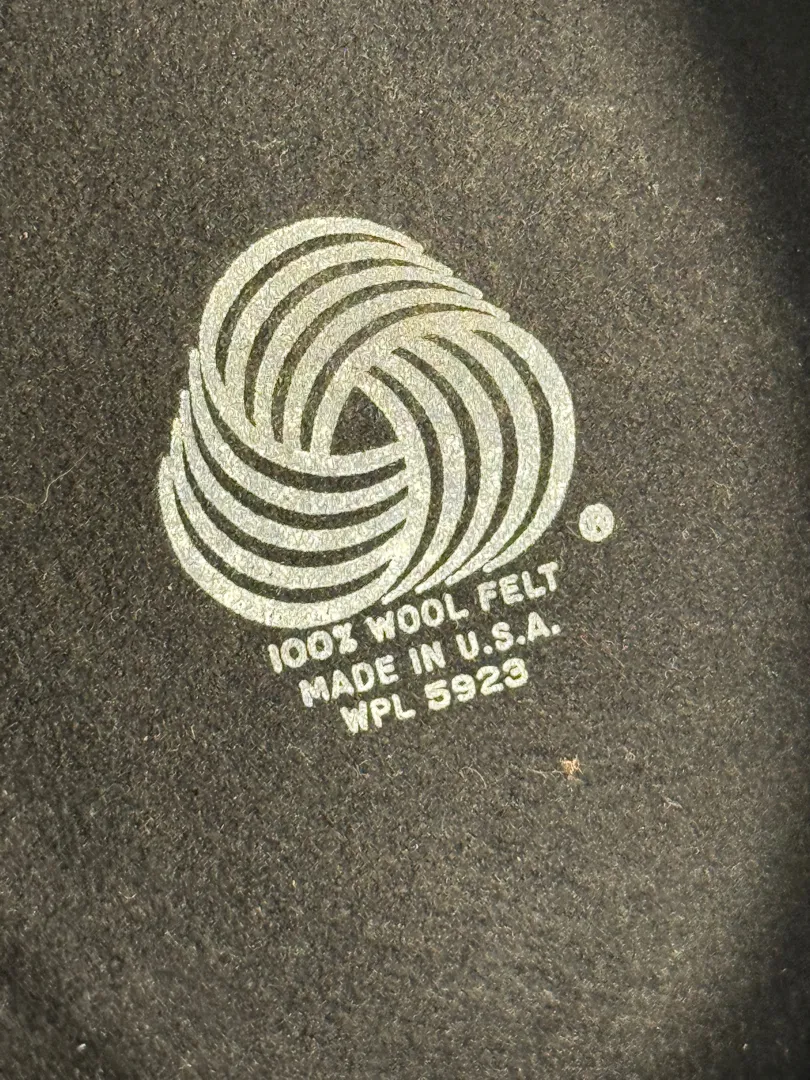 ®
100% WOOL FELT
MADE IN U.S.A.
WPL 5923